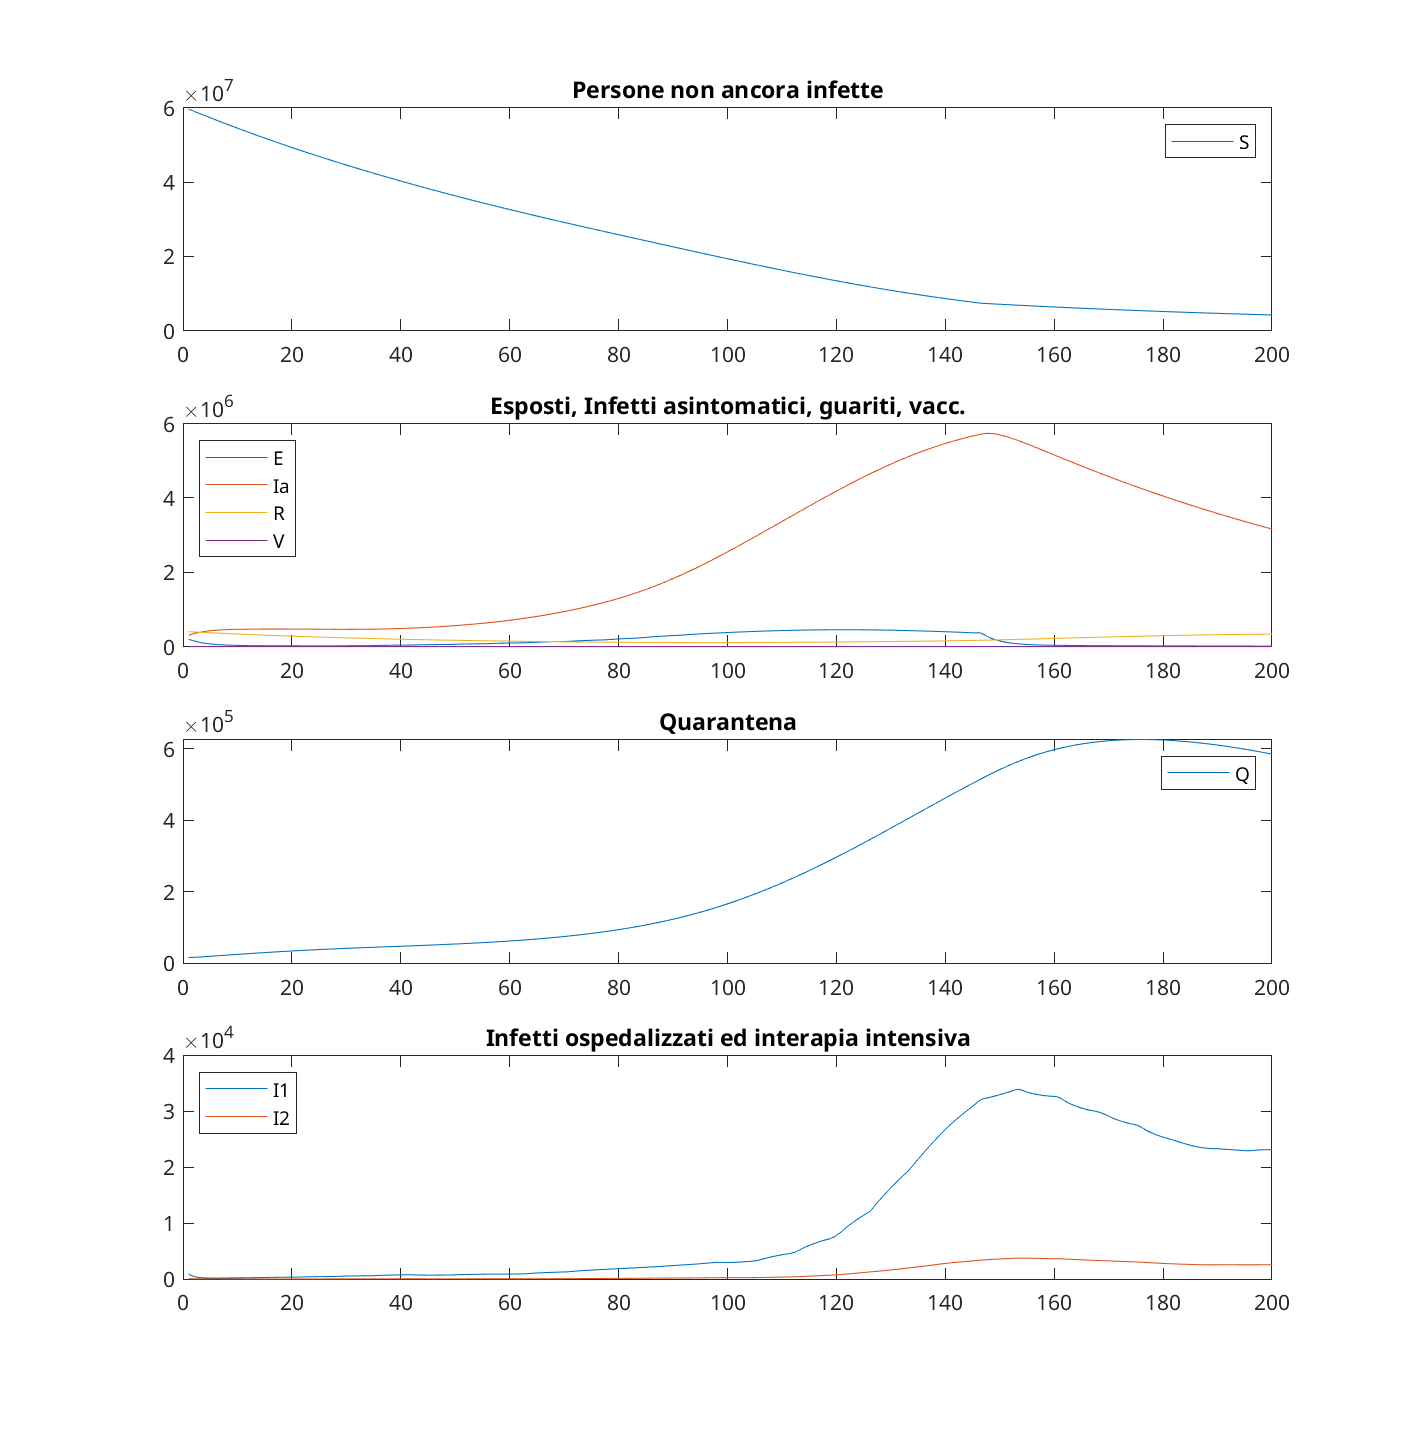 Persone non ancora infette
×10^7
6
4
2
0
0 20 40 60 80 100 120 140 160 180 200
S
Esposti, Infetti asintomatici, guariti, vacc.
×10^6
6
4
2
0
0 20 40 60 80 100 120 140 160 180 200
E
Ia
R
V
Quarantena
×10^5
6
4
2
0
0 20 40 60 80 100 120 140 160 180 200
Q
Infetti ospedalizzati ed interapia intensiva
×10^4
4
3
2
1
0
0 20 40 60 80 100 120 140 160 180 200
I1
I2